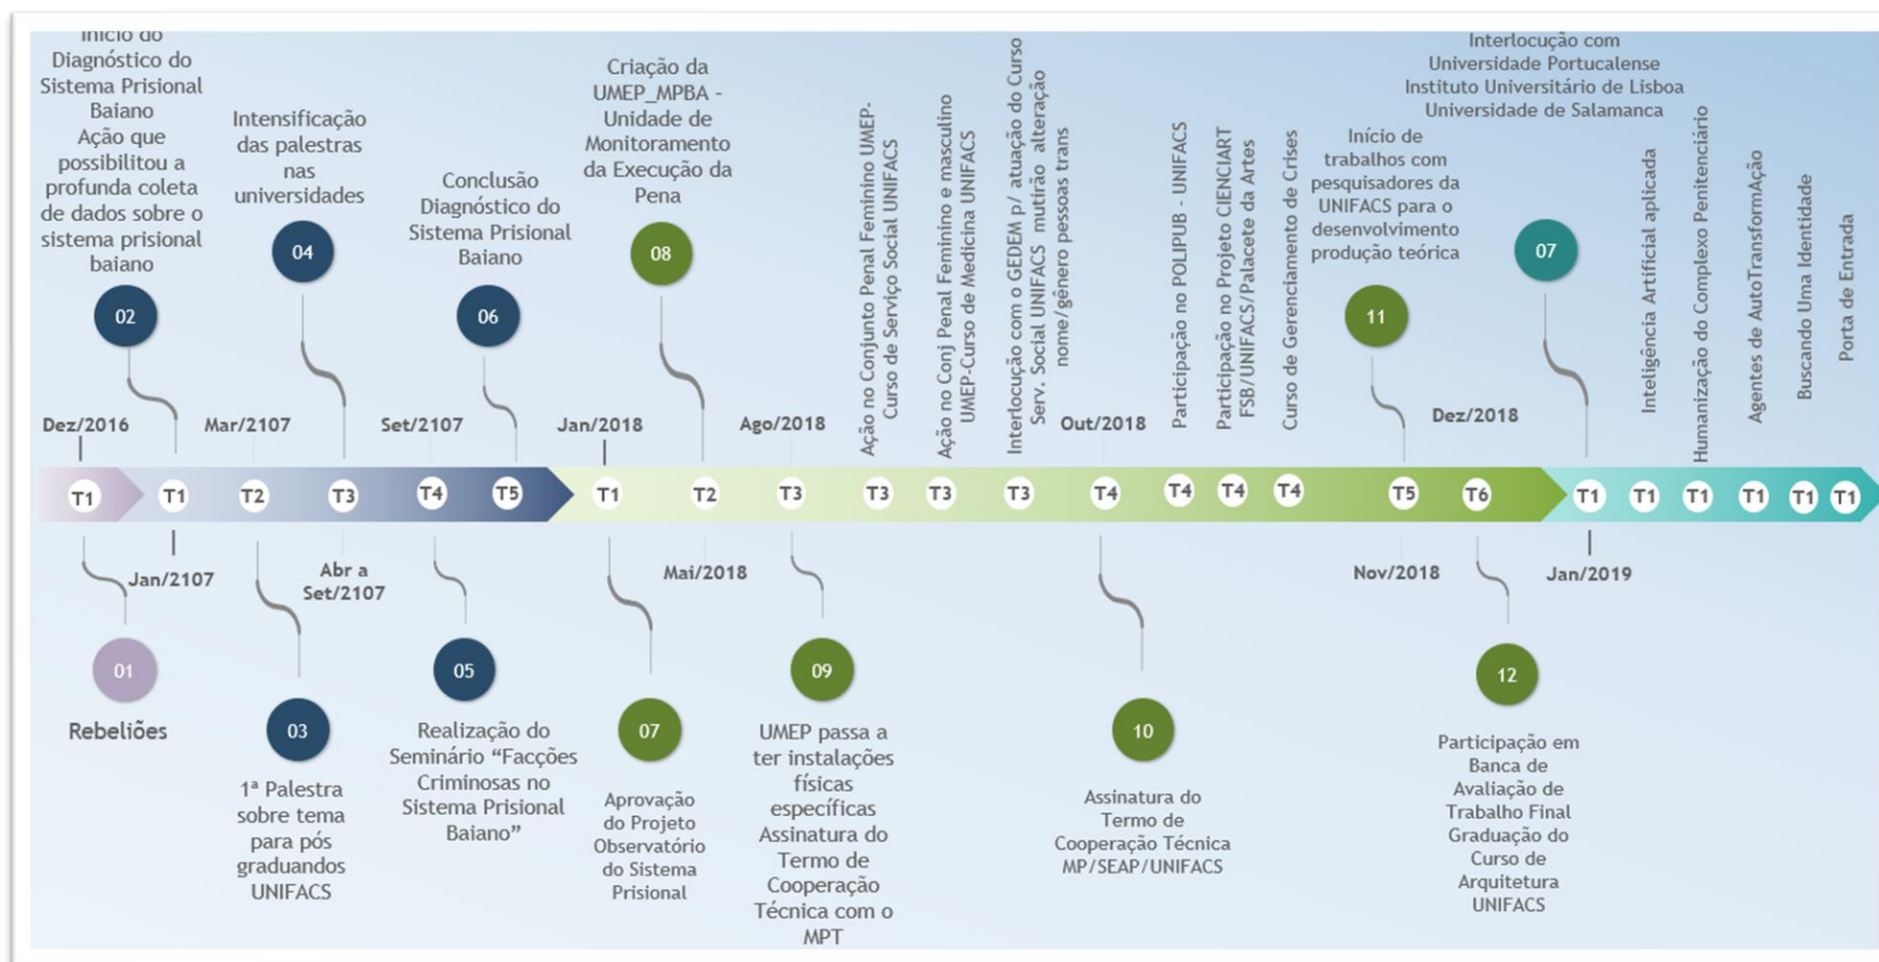 Início do
Diagnóstico do
Sistema Prisional
Baiano
Ação que
possibilitou a
profunda coleta
de dados sobre o
sistema prisional
baiano
02
Intensificação
das palestras
nas
universidades
04
Conclusão
Diagnóstico do
Sistema Prisional
Baiano
06
Criação da
UMEP_MPBA -
Unidade de
Monitoramento
da Execução da
Pena
08
Ação no Conjunto Penal Feminino UMEP-
Curso de Serviço Social UNIFACS
Ação no Conj Penal Feminino e masculino
UMEP-Curso de Medicina UNIFACS
Interlocução com o GEDEM p/ atuação do Curso
Serv. Social UNIFACS mutirão alteração
nome/gênero pessoas trans
Participação no POLIPUB - UNIFACS
Participação no Projeto CIENCIART
FSB/UNIFACS/Palacete da Artes
Curso de Gerenciamento de Crises
Início de
trabalhos com
pesquisadores da
UNIFACS para o
desenvolvimento
produção teórica
11
Interlocução com
Universidade Portucalense
Instituto Universitário de Lisboa
Universidade de Salamanca
07
Inteligência Artificial aplicada
Humanização do Complexo Penitenciário
Agentes de AutoTransformAção
Buscando Uma Identidade
Porta de Entrada
Dez/2016
Mar/2107
Set/2107
Jan/2018
Ago/2018
Out/2018
Dez/2018
T1 T1 T2 T3 T4 T5 T1 T2 T3 T3 T3 T3 T4 T4 T4 T4 T5 T6 T1 T1 T1 T1 T1 T1
Jan/2107
Abr a
Set/2107
Mai/2018
Nov/2018
Jan/2019
01
Rebeliões
03
1ª Palestra
sobre tema
para pós
graduandos
UNIFACS
05
Realização do
Seminário “Facções
Criminosas no
Sistema Prisional
Baiano”
07
Aprovação
do Projeto
Observatório
do Sistema
Prisional
09
UMEP passa a
ter instalações
físicas
específicas
Assinatura do
Termo de
Cooperação
Técnica com o
MPT
10
Assinatura do
Termo de
Cooperação Técnica
MP/SEAP/UNIFACS
12
Participação em
Banca de
Avaliação de
Trabalho Final
Graduação do
Curso de
Arquitetura
UNIFACS